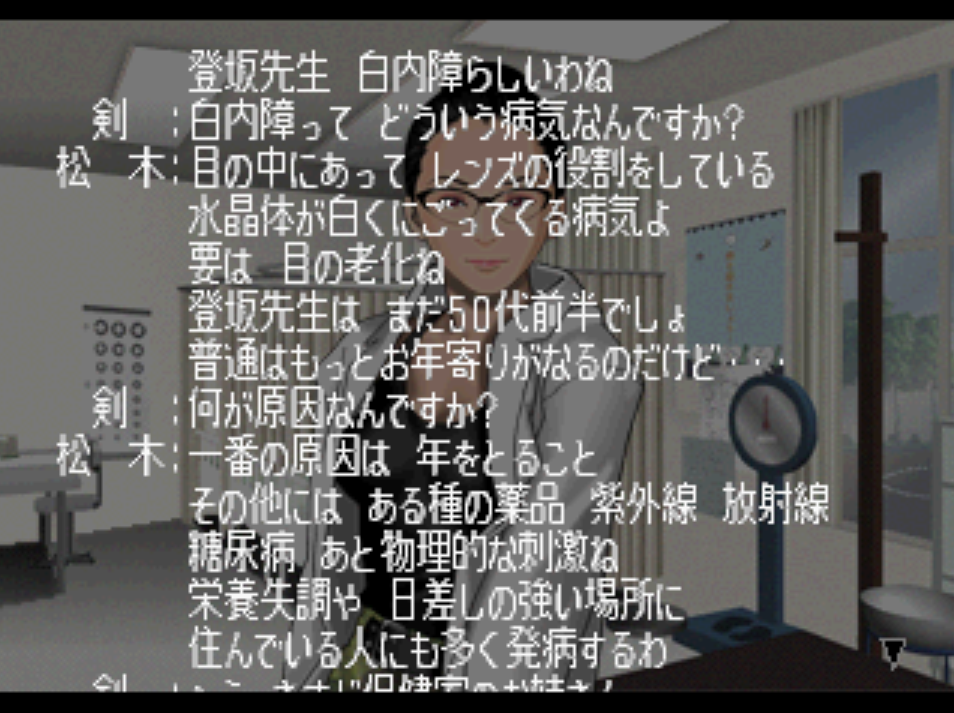 登坂先生 白内障らしいわね
剣 :白内障って どういう病気なんですか?
松 木:目の中にあって レンズの役割をしている
水晶体が白くにごってくる病気よ
要は 目の老化ね
登坂先生は まだ50代前半でしょ
普通はもっとお年寄りがなるのだけど・・・
剣 :何が原因なんですか?
松 木:一番の原因は 年をとること
その他には ある種の薬品 紫外線 放射線
糖尿病 あと物理的な刺激ね
栄養失調や 日差しの強い場所に
住んでいる人にも多く発病するわ
剣 :